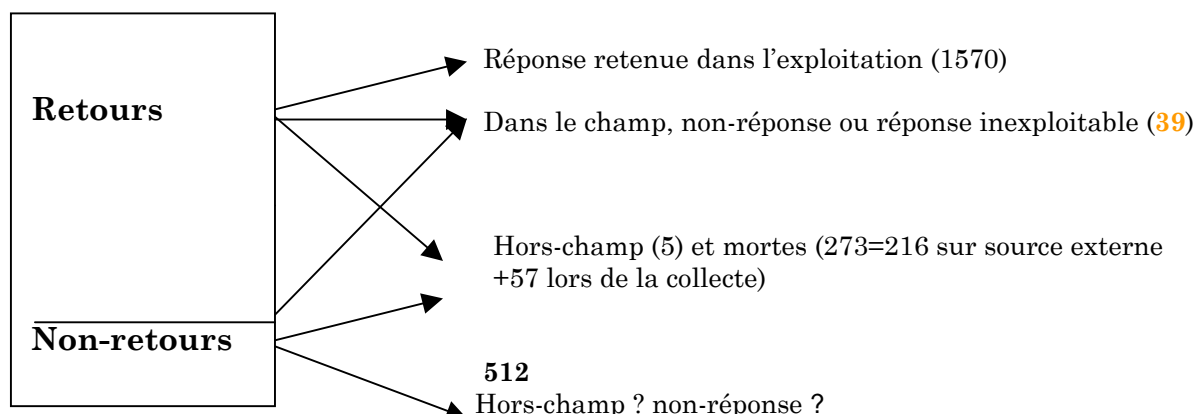 Réponse retenue dans l’exploitation (1570)
Retours
Dans le champ, non-réponse ou réponse inexploitable (39)
Hors-champ (5) et mortes (273=216 sur source externe
+57 lors de la collecte)
Non-retours
512
Hors-champ ? non-réponse ?